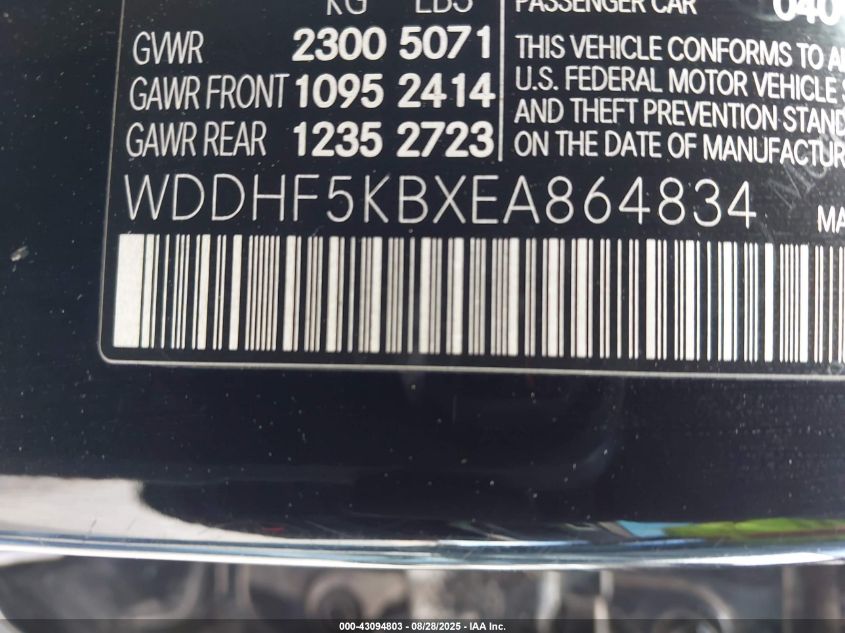 KG LBS
GVWR 2300 5071
GAWR FRONT 1095 2414
GAWR REAR 1235 2723
PASSENGER CAR
THIS VEHICLE CONFORMS TO
U.S. FEDERAL MOTOR VEHICLE
AND THEFT PREVENTION STAND
ON THE DATE OF MANUFACTUR
WDDHF5KBXEA864834 MA
000-43094803 - 08/28/2025 - IAA Inc.